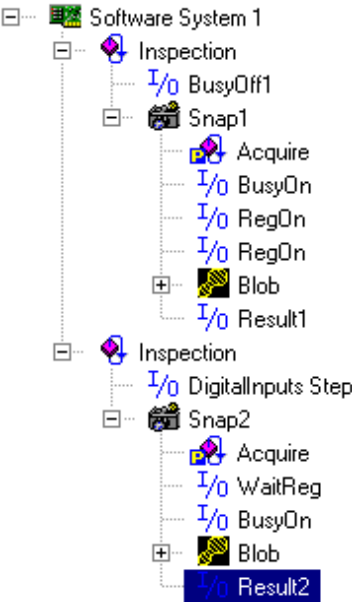 Software System 1
Inspection
I/O BusyOff1
Snap1
P Acquire
I/O BusyOn
I/O RegOn
I/O RegOn
Blob
I/O Result1
Inspection
I/O DigitalInputs Step
Snap2
P Acquire
I/O WaitReg
I/O BusyOn
Blob
I/O Result2